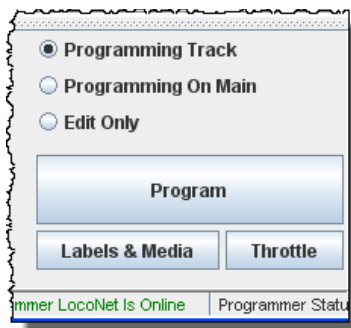 Programming Track
Programming On Main
Edit Only
Program
Labels & Media Throttle
mmer LocoNet Is Online Programmer Statu